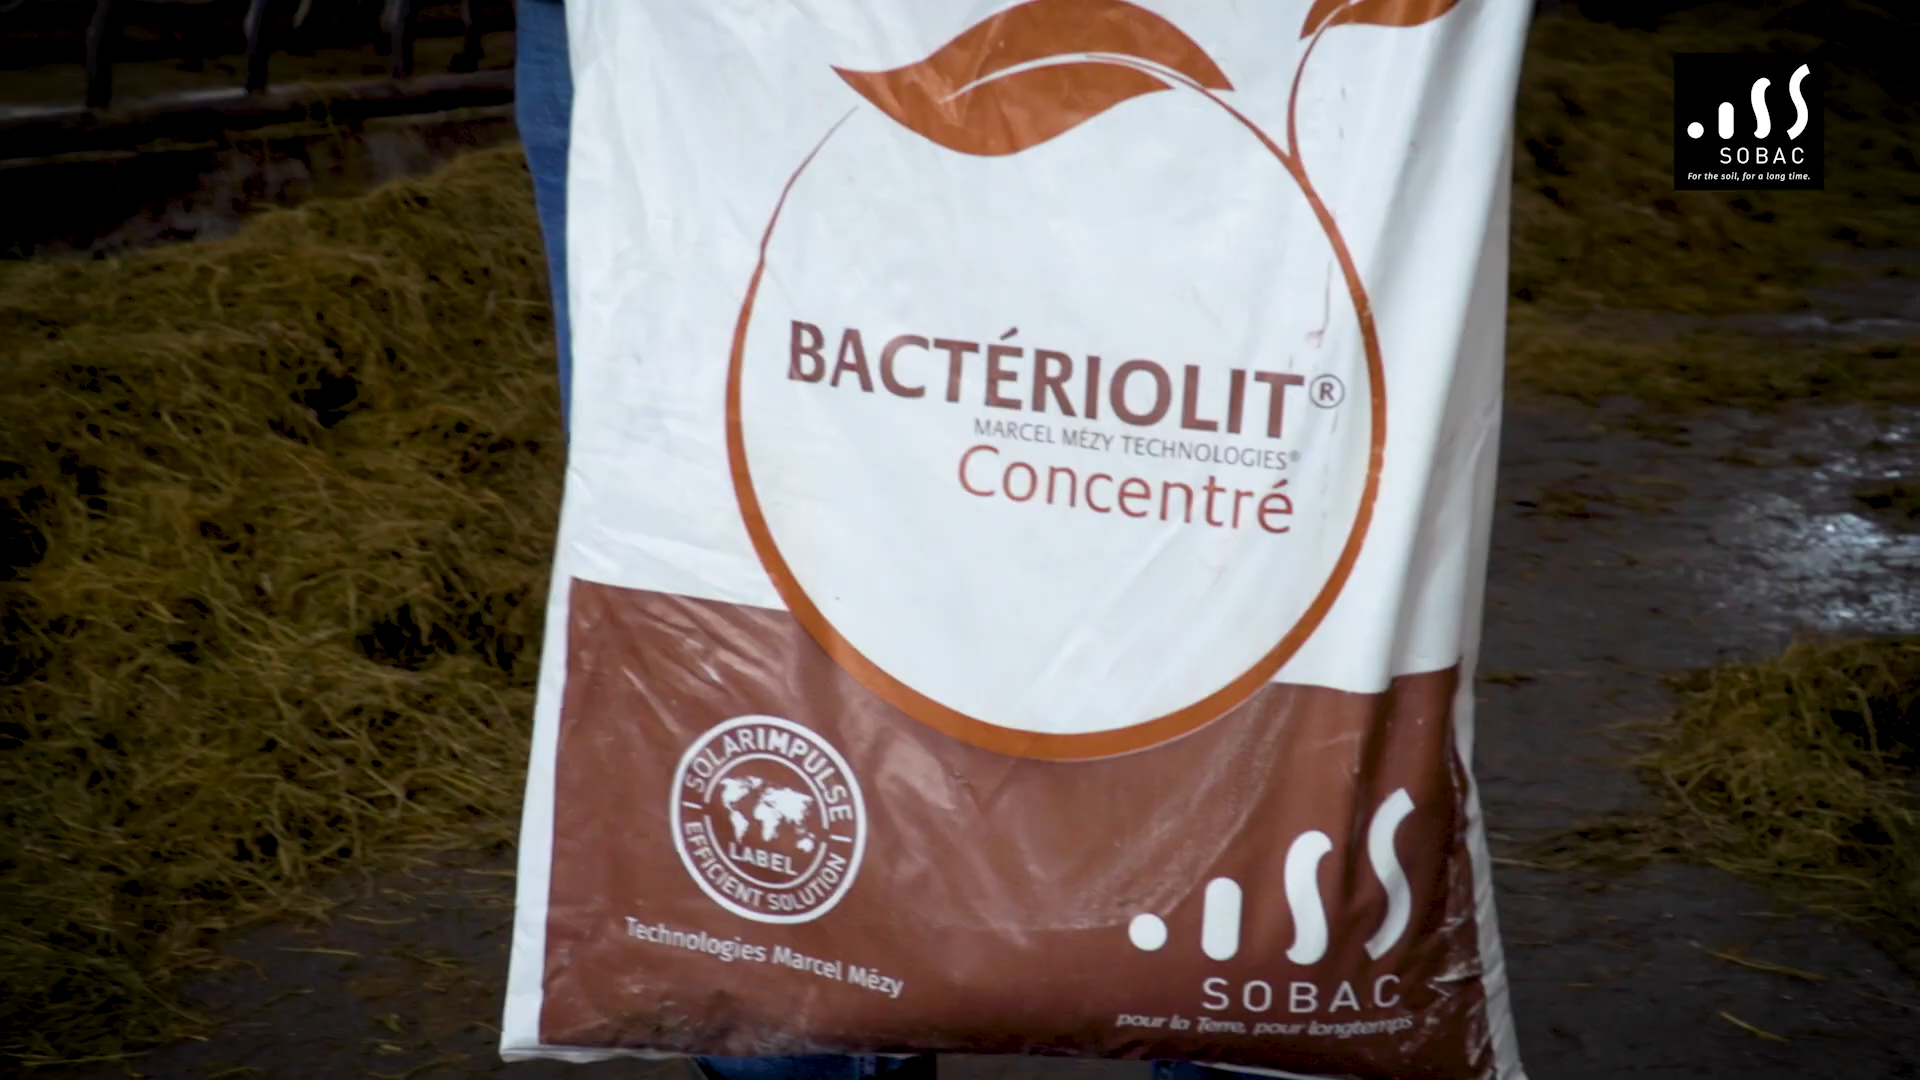 SOBAC
For the soil, for a long time.
BACTÉRIOLIT®
MARCEL MÉZY TECHNOLOGIES®
Concentré
SOLARIMPULSE
LABEL
EFFICIENT SOLUTION
Technologies Marcel Mézy
SOBAC
pour la Terre, pour longtemps